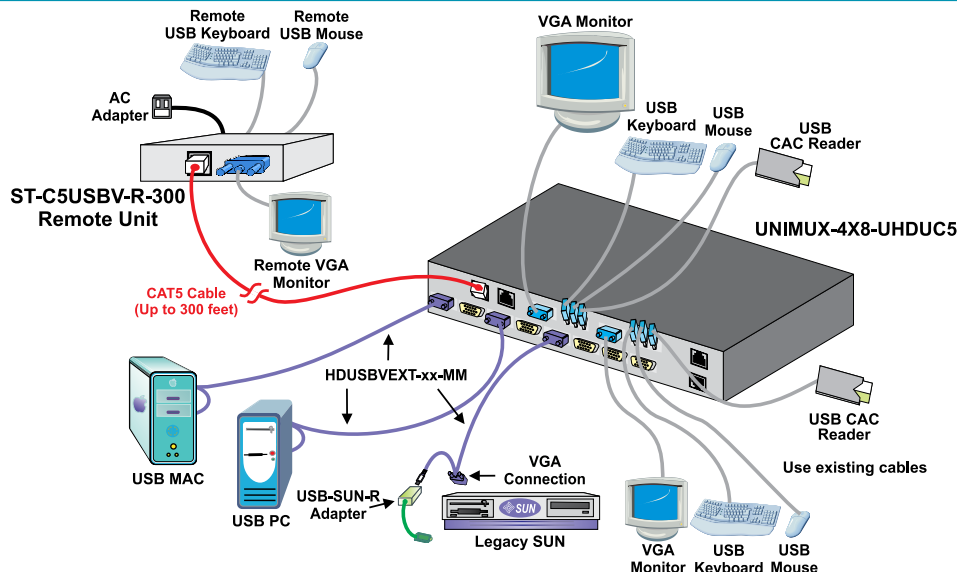 Remote
USB Keyboard
Remote
USB Mouse
VGA Monitor
AC
Adapter
USB
Keyboard
USB
Mouse
USB
CAC Reader
ST-C5USBV-R-300
Remote Unit
UNIMUX-4X8-UHDUC5
Remote VGA
Monitor
CAT5 Cable
(Up to 300 feet)
HDUSBVEXT-xx-MM
USB MAC
USB CAC
Reader
VGA
Connection
Use existing cables
USB-SUN-R
Adapter
USB PC
SUN
Legacy SUN
VGA
Monitor
USB
Keyboard
USB
Mouse